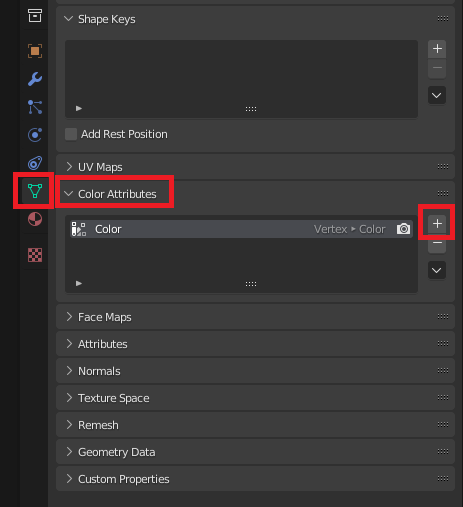 Shape Keys
Add Rest Position
UV Maps
Color Attributes
Color Vertex ▸ Color
Face Maps
Attributes
Normals
Texture Space
Remesh
Geometry Data
Custom Properties